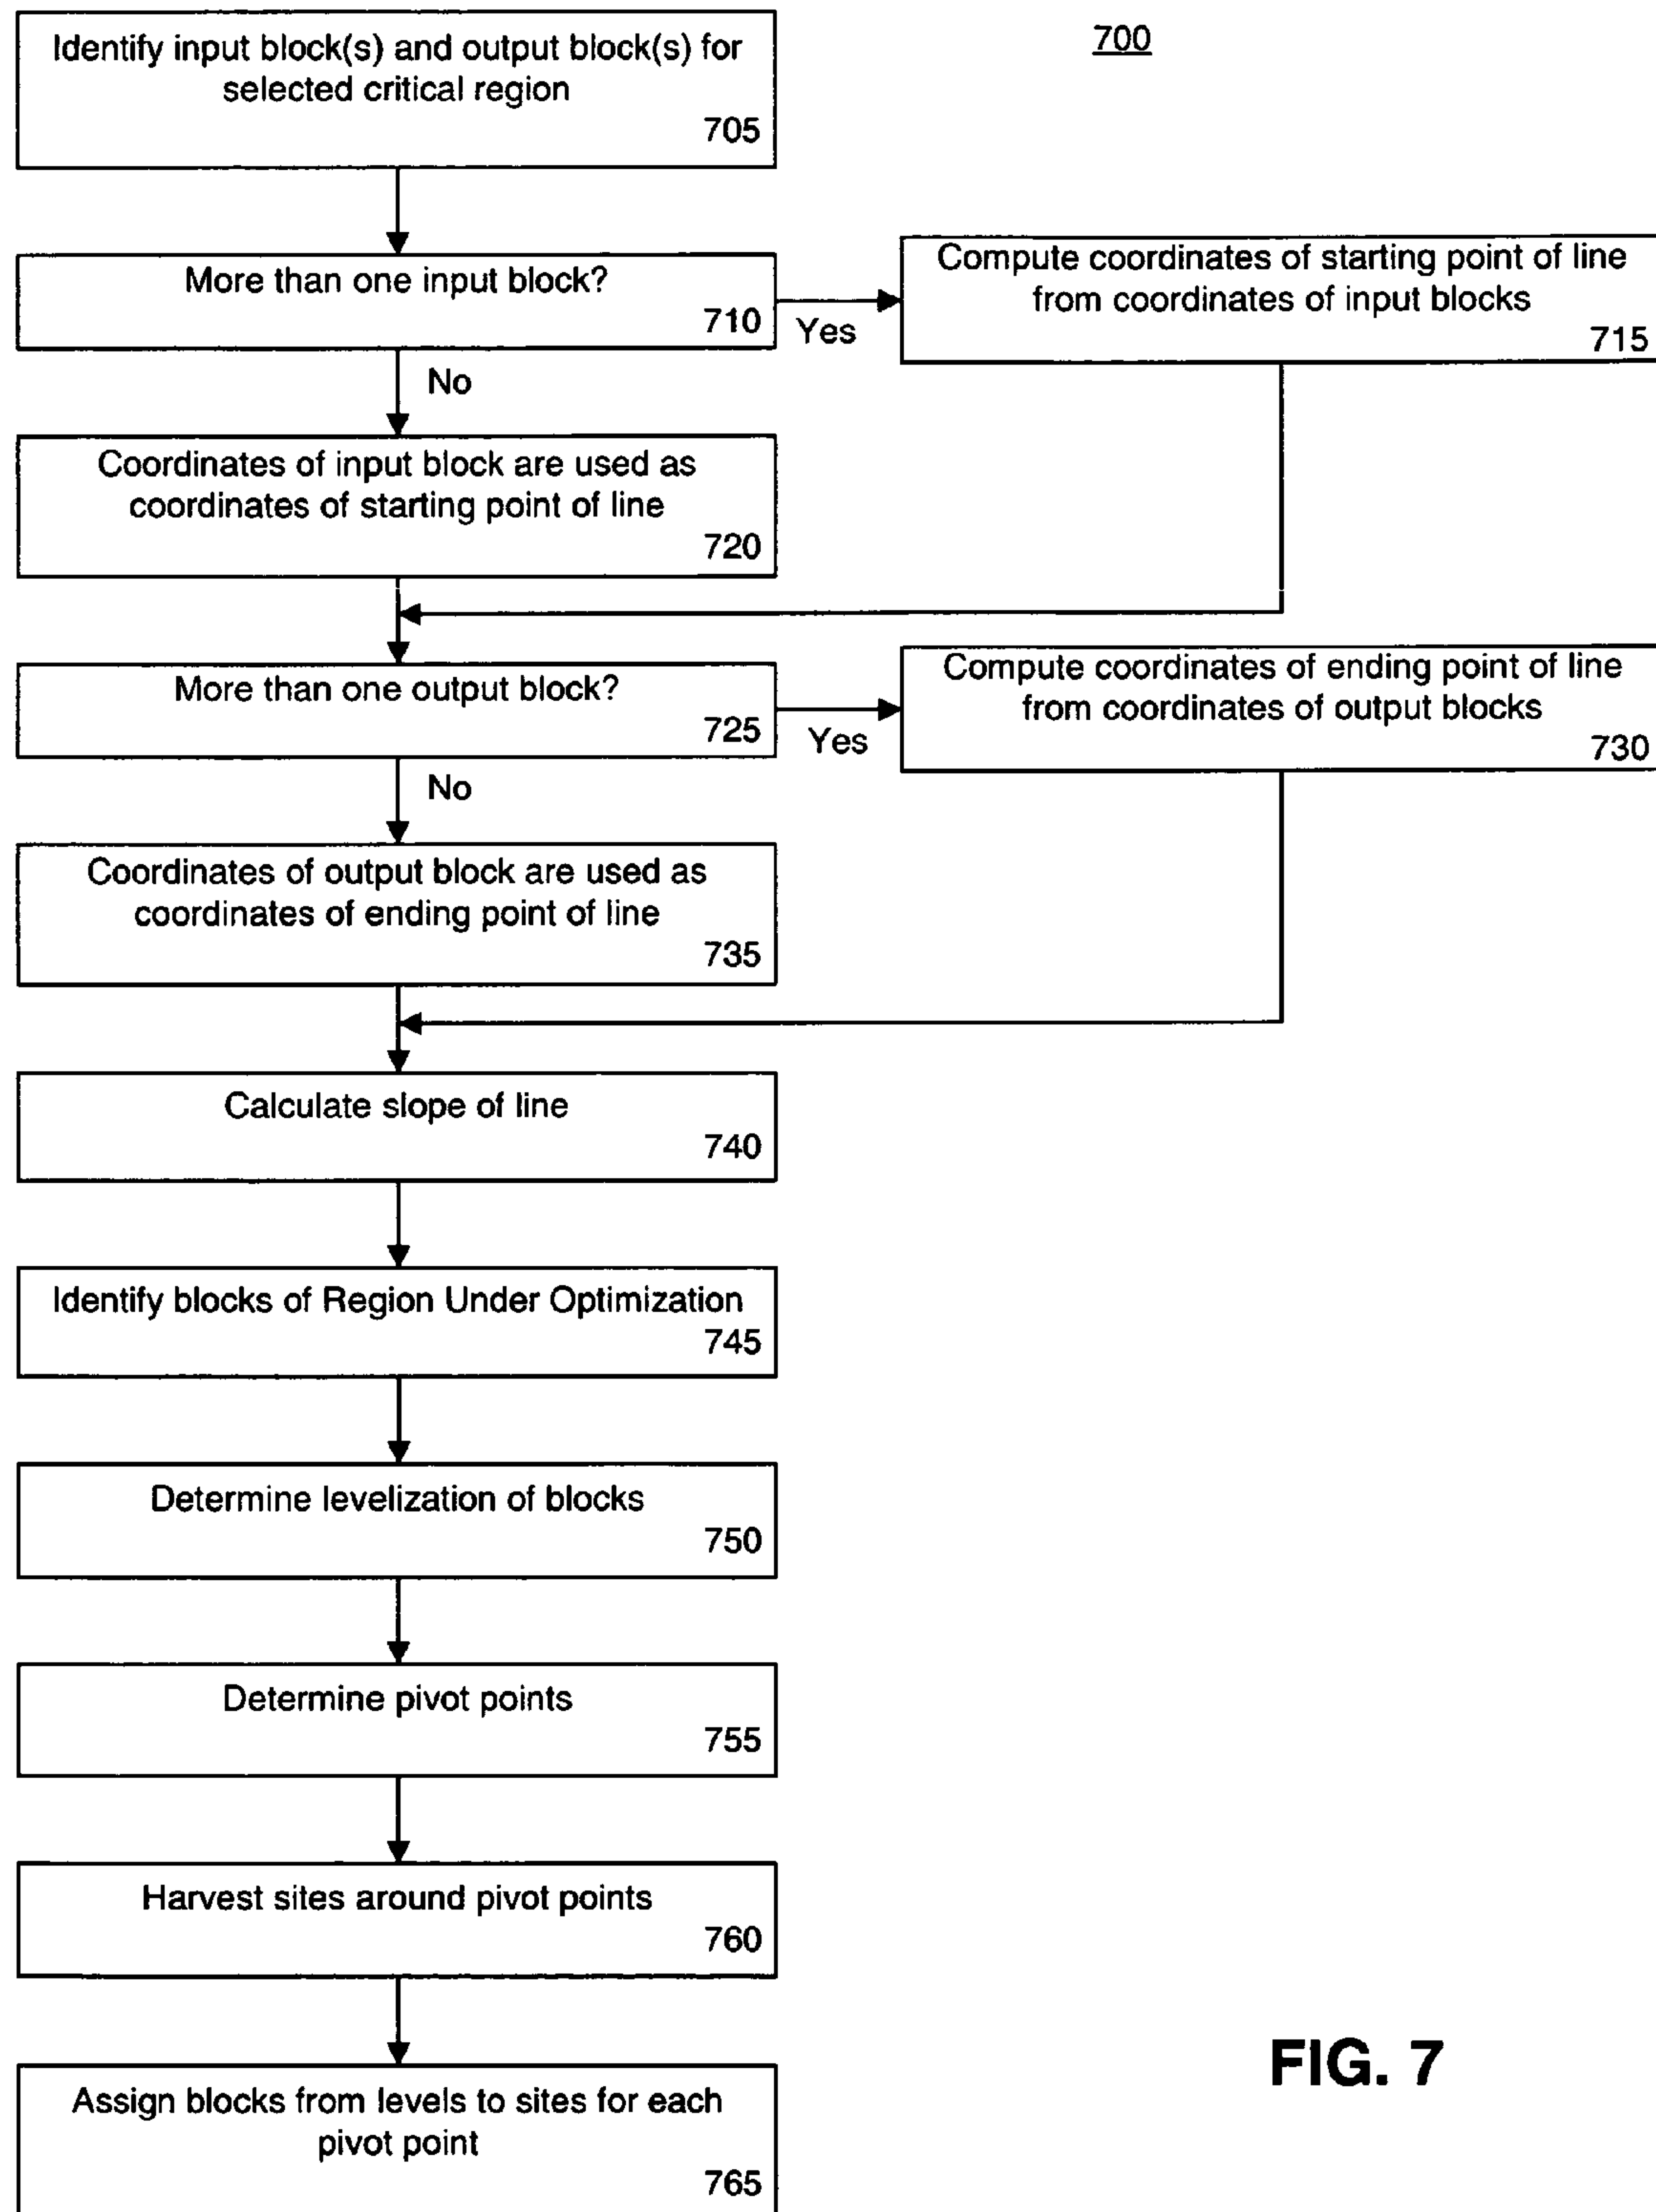 700
Identify input block(s) and output block(s) for
selected critical region
705
More than one input block?
710
Yes
No
Compute coordinates of starting point of line
from coordinates of input blocks
715
Coordinates of input block are used as
coordinates of starting point of line
720
More than one output block?
725
Yes
No
Compute coordinates of ending point of line
from coordinates of output blocks
730
Coordinates of output block are used as
coordinates of ending point of line
735
Calculate slope of line
740
Identify blocks of Region Under Optimization
745
Determine levelization of blocks
750
Determine pivot points
755
Harvest sites around pivot points
760
Assign blocks from levels to sites for each
pivot point
765
FIG. 7